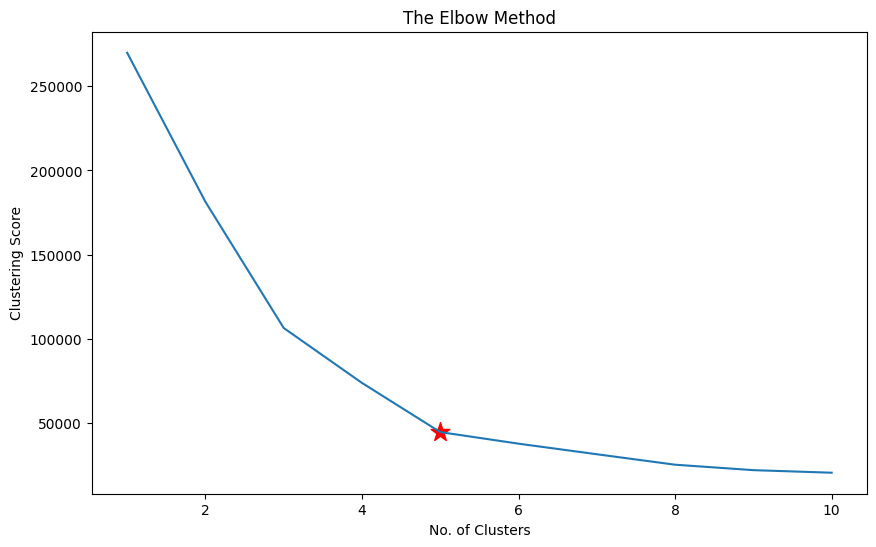 The Elbow Method
250000
200000
150000
100000
50000
Clustering Score
2 4 6 8 10
No. of Clusters